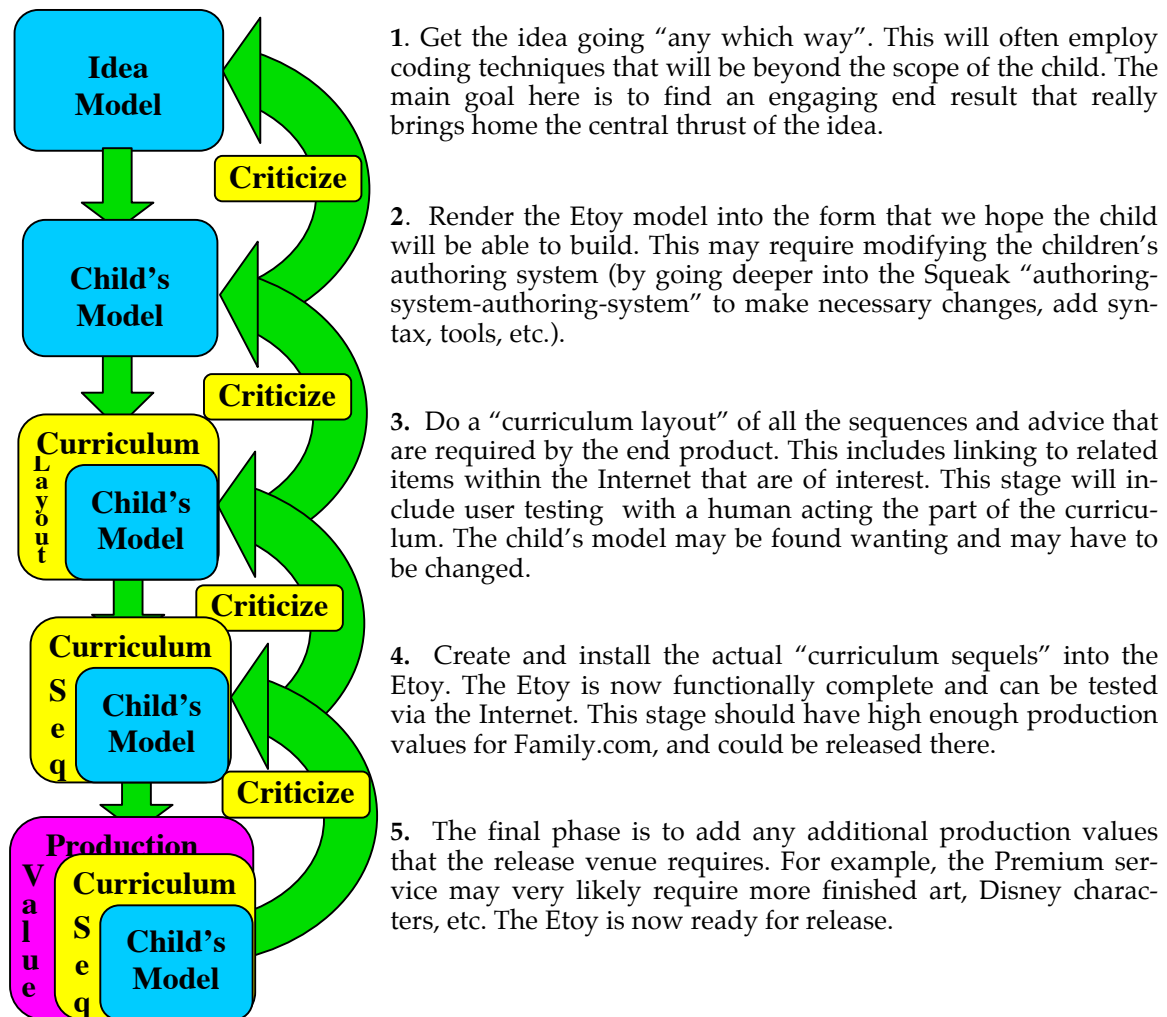 Idea
Model
Criticize
Child's
Model
Criticize
Curriculum
Layout
Child's
Model
Criticize
Curriculum
Seq
Child's
Model
Criticize
Production
Value
Curriculum
Seq
Child's
Model
1. Get the idea going “any which way”. This will often employ
coding techniques that will be beyond the scope of the child. The
main goal here is to find an engaging end result that really
brings home the central thrust of the idea.
2. Render the Etoy model into the form that we hope the child
will be able to build. This may require modifying the children’s
authoring system (by going deeper into the Squeak “authoring-
system-authoring-system” to make necessary changes, add syn-
tax, tools, etc.).
3. Do a “curriculum layout” of all the sequences and advice that
are required by the end product. This includes linking to related
items within the Internet that are of interest. This stage will in-
clude user testing with a human acting the part of the curricu-
lum. The child’s model may be found wanting and may have to
be changed.
4. Create and install the actual “curriculum sequels” into the
Etoy. The Etoy is now functionally complete and can be tested
via the Internet. This stage should have high enough production
values for Family.com, and could be released there.
5. The final phase is to add any additional production values
that the release venue requires. For example, the Premium ser-
vice may very likely require more finished art, Disney charac-
ters, etc. The Etoy is now ready for release.